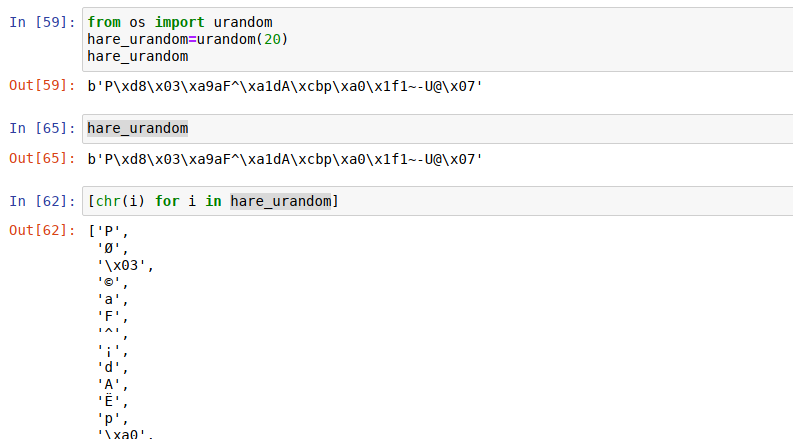 In [59]: from os import urandom
hare_urandom=urandom(20)
hare_urandom
Out[59]: b'P\xd8\x03\xa9aF^\xa1dA\xcbp\xa0\x1f1~-U@\x07'
In [65]: hare_urandom
Out[65]: b'P\xd8\x03\xa9aF^\xa1dA\xcbp\xa0\x1f1~-U@\x07'
In [62]: [chr(i) for i in hare_urandom]
Out[62]: ['P',
'Ø',
'\x03',
'©',
'a',
'F',
'^',
'¡',
'd',
'A',
'Ë',
'p',
'\xa0',